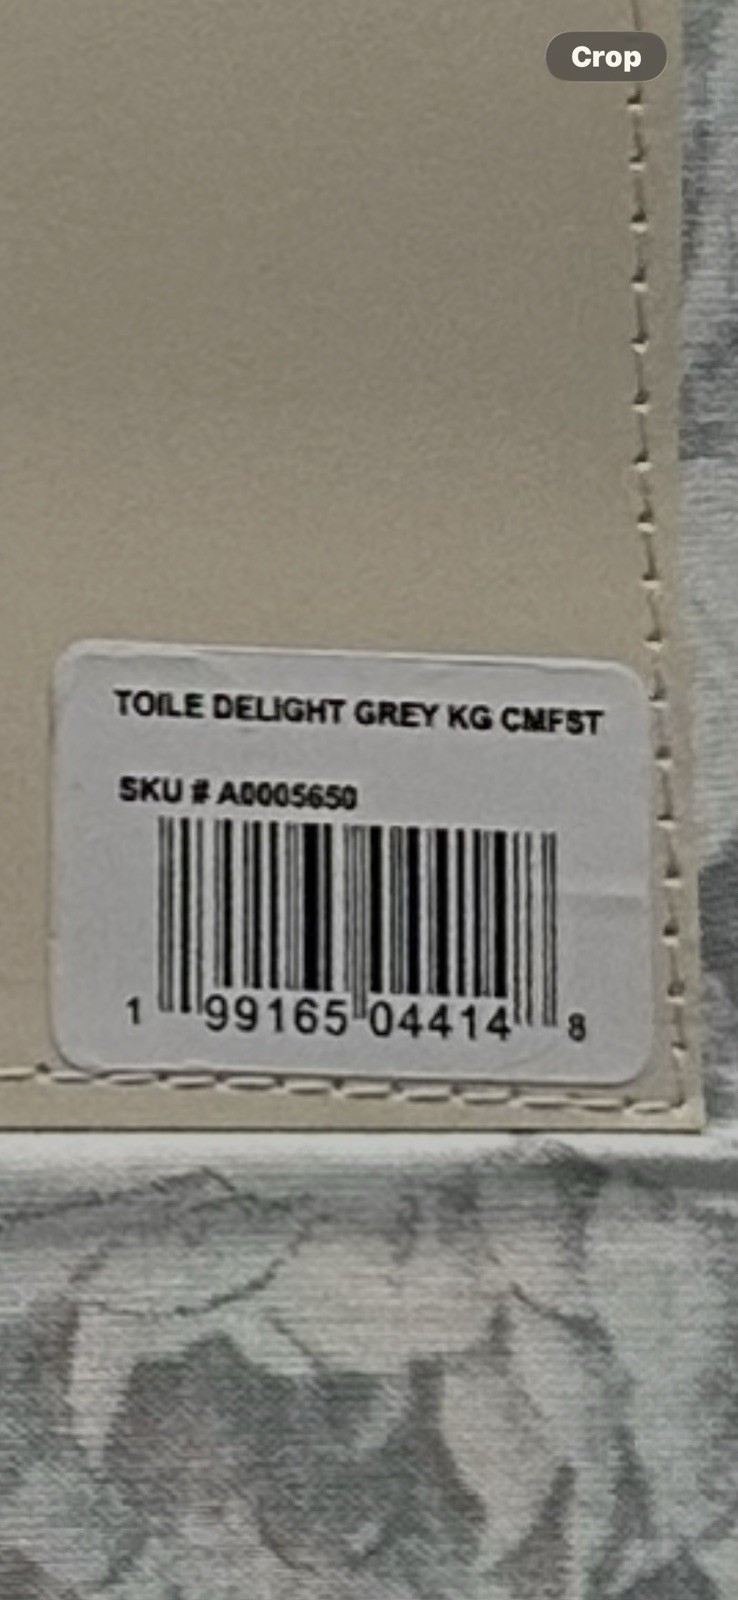 Crop
TOILE DELIGHT GREY KG CMFST
SKU # A0005650
1 99165 04414 8